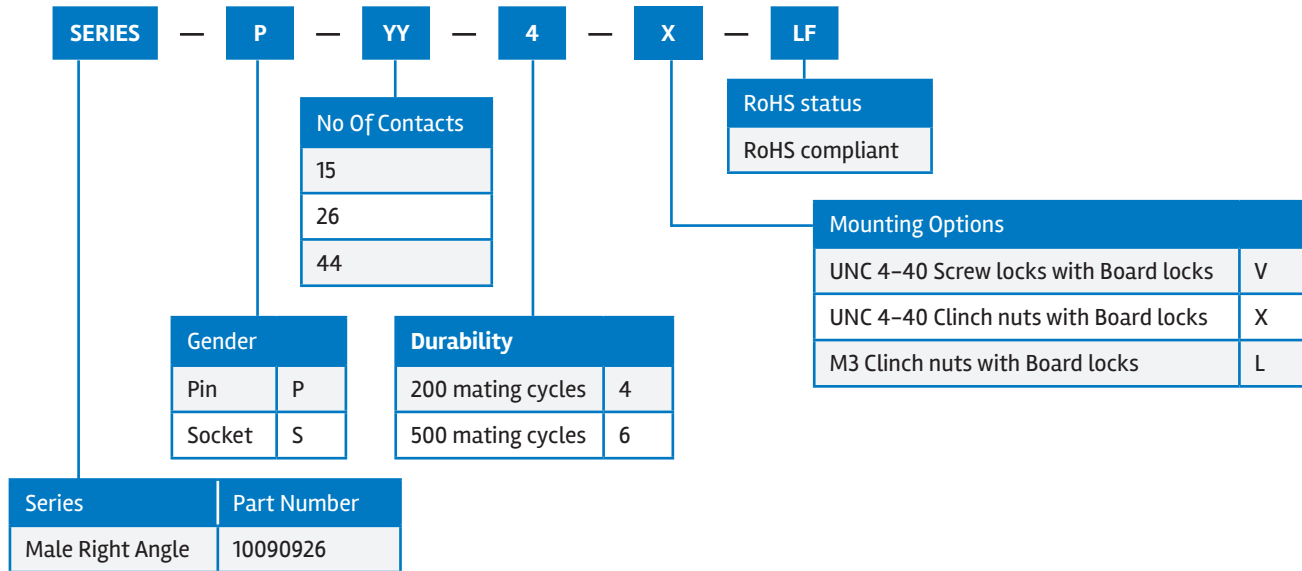 SERIES — P — YY — 4 — X — LF
RoHS status
RoHS compliant
No Of Contacts
15
26
44
Mounting Options
UNC 4-40 Screw locks with Board locks V
UNC 4-40 Clinch nuts with Board locks X
M3 Clinch nuts with Board locks L
Gender
Pin P
Socket S
Durability
200 mating cycles 4
500 mating cycles 6
Series Part Number
Male Right Angle 10090926